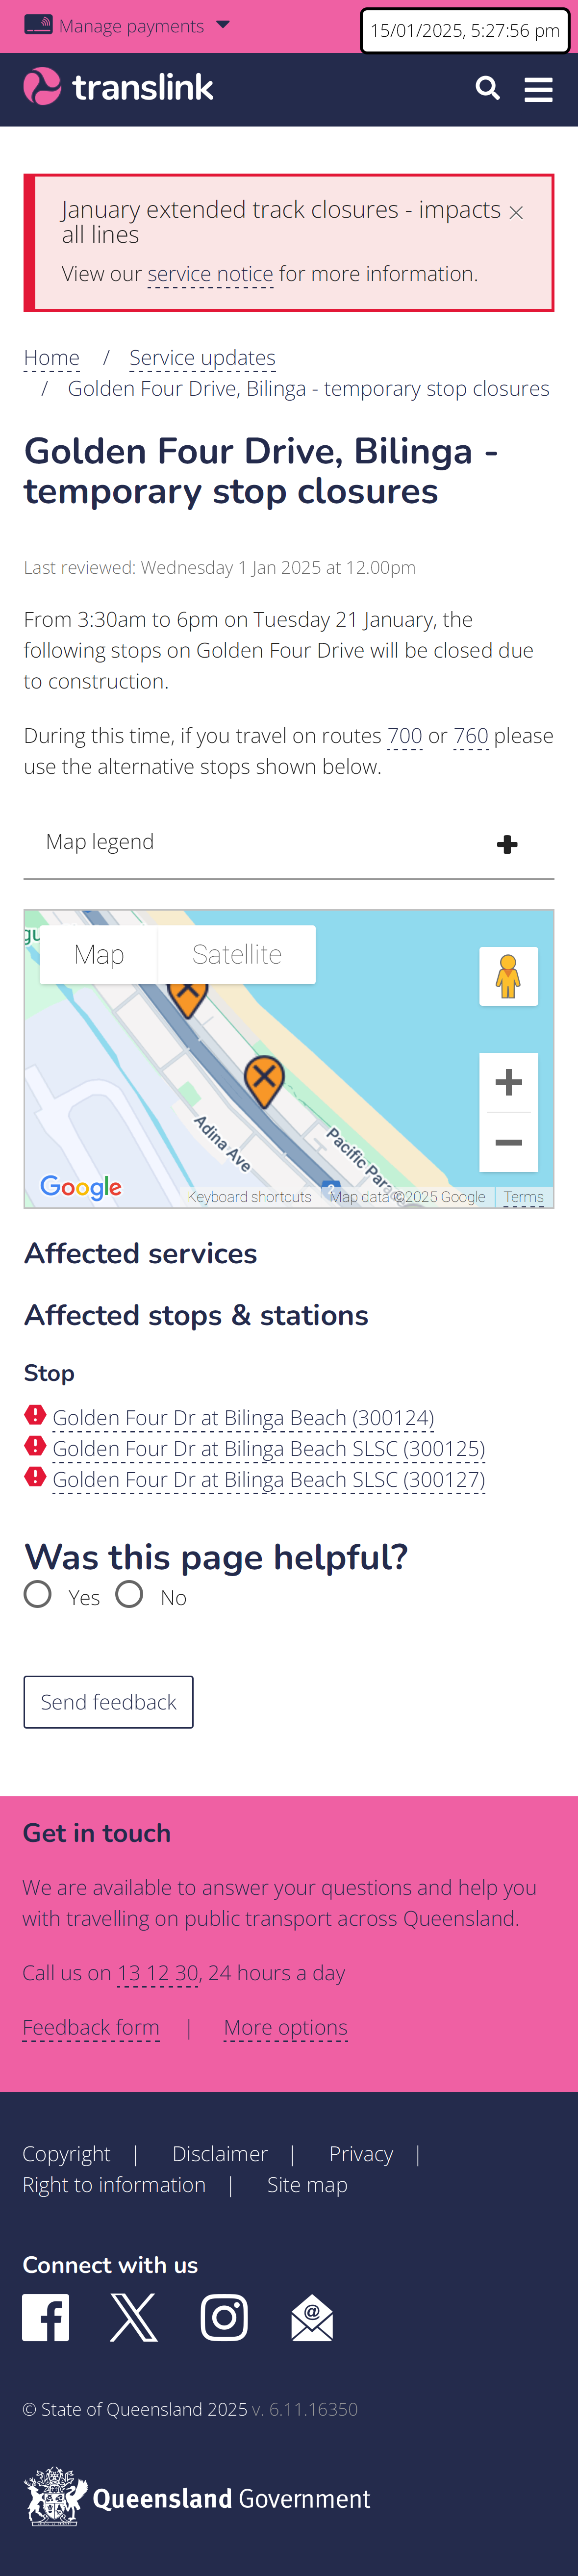 Manage payments
15/01/2025, 5:27:56 pm
translink
January extended track closures - impacts
all lines
View our service notice for more information.
Home / Service updates
/ Golden Four Drive, Bilinga - temporary stop closures
Golden Four Drive, Bilinga -
temporary stop closures
Last reviewed: Wednesday 1 Jan 2025 at 12.00pm
From 3:30am to 6pm on Tuesday 21 January, the
following stops on Golden Four Drive will be closed due
to construction.
During this time, if you travel on routes 700 or 760 please
use the alternative stops shown below.
Map legend
Map Satellite
Adina Ave
Pacific
Google
Keyboard shortcuts Map data ©2025 Google Terms
Affected services
Affected stops & stations
Stop
Golden Four Dr at Bilinga Beach (300124)
Golden Four Dr at Bilinga Beach SLSC (300125)
Golden Four Dr at Bilinga Beach SLSC (300127)
Was this page helpful?
Yes No
Send feedback
Get in touch
We are available to answer your questions and help you
with travelling on public transport across Queensland.
Call us on 13 12 30, 24 hours a day
Feedback form | More options
Copyright | Disclaimer | Privacy |
Right to information | Site map
Connect with us
© State of Queensland 2025 v. 6.11.16350
Queensland Government